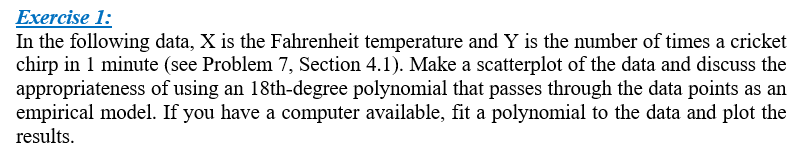 Exercise 1:
In the following data, X is the Fahrenheit temperature and Y is the number of times a cricket
chirp in 1 minute (see Problem 7, Section 4.1). Make a scatterplot of the data and discuss the
appropriateness of using an 18th-degree polynomial that passes through the data points as an
empirical model. If you have a computer available, fit a polynomial to the data and plot the
results.